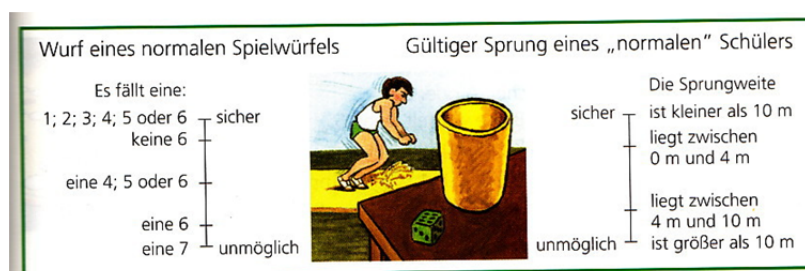 Wurf eines normalen Spielwürfels
Es fällt eine:
1; 2; 3; 4; 5 oder 6 sicher
keine 6
eine 4; 5 oder 6
eine 6
eine 7 unmöglich
Gültiger Sprung eines „normalen" Schülers
Die Sprungweite
sicher ist kleiner als 10 m
liegt zwischen
0 m und 4 m
liegt zwischen
4 m und 10 m
unmöglich ist größer als 10 m